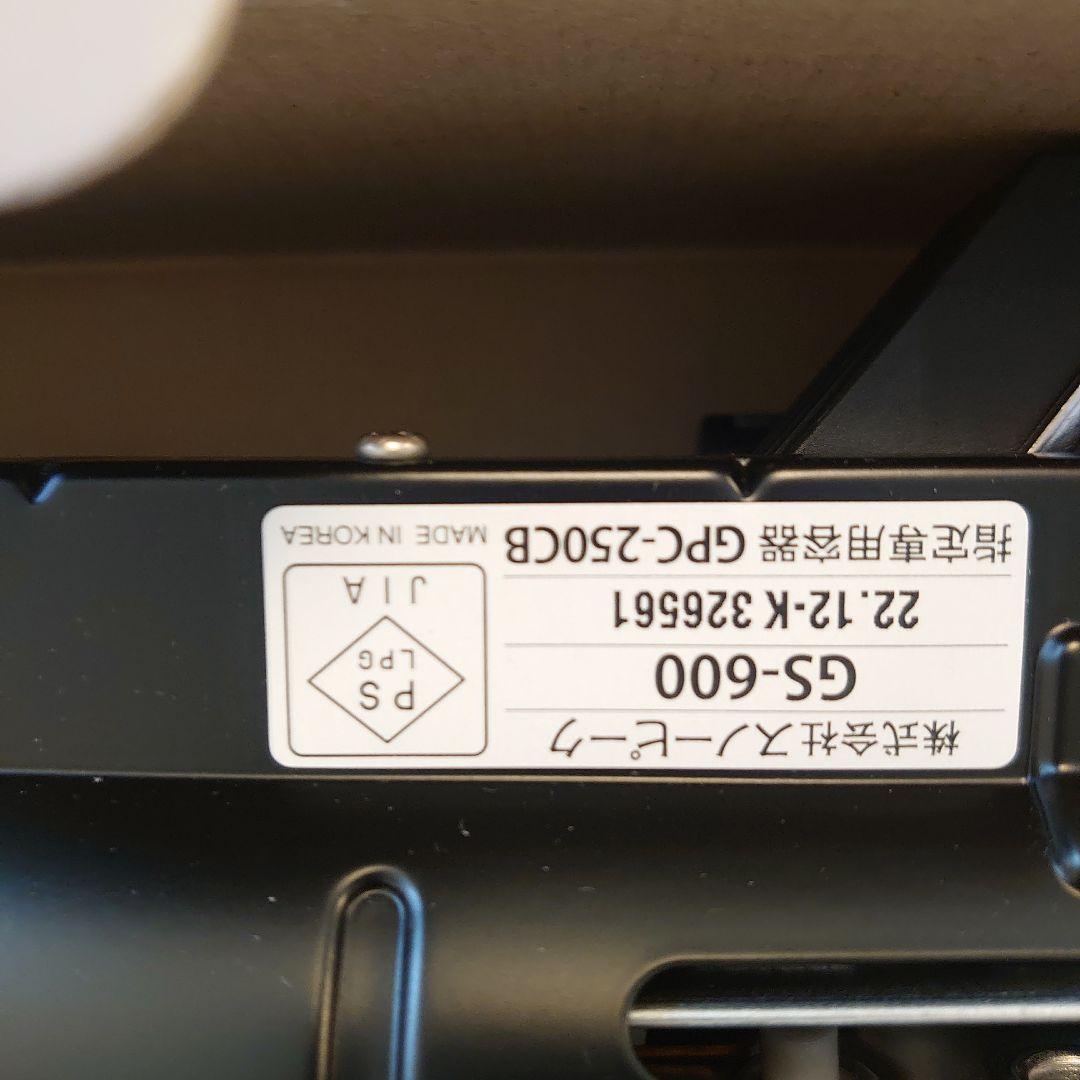 株式会社スノーピーク
GS-600
22.12-K 326561
指定専用容器 GPC-250CB
PS
LPG
JIA
MADE IN KOREA